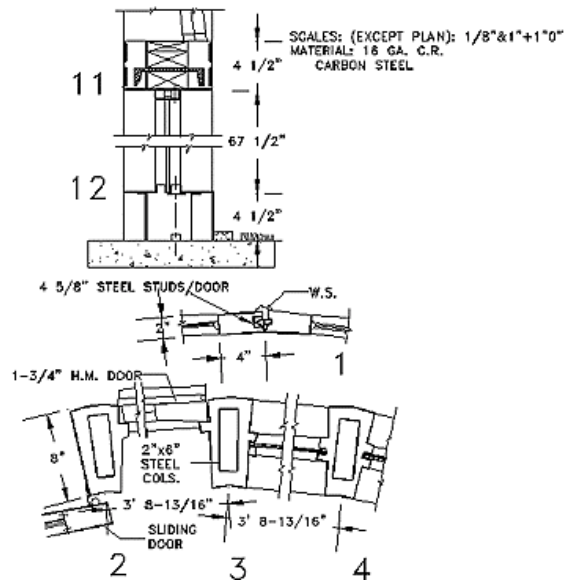 SCALES: (EXCEPT PLAN): 1/8"&1"+1"0"
MATERIAL: 16 GA. C.R.
CARBON STEEL
4 1/2"
11
67 1/2"
12
4 1/2"
4 5/8" STEEL STUDS/DOOR
W.S.
2"
4"
1
1-3/4" H.M. DOOR
8"
2"x6"
STEEL
COLS.
3' 8-13/16"
3' 8-13/16"
SLIDING
DOOR
2
3
4